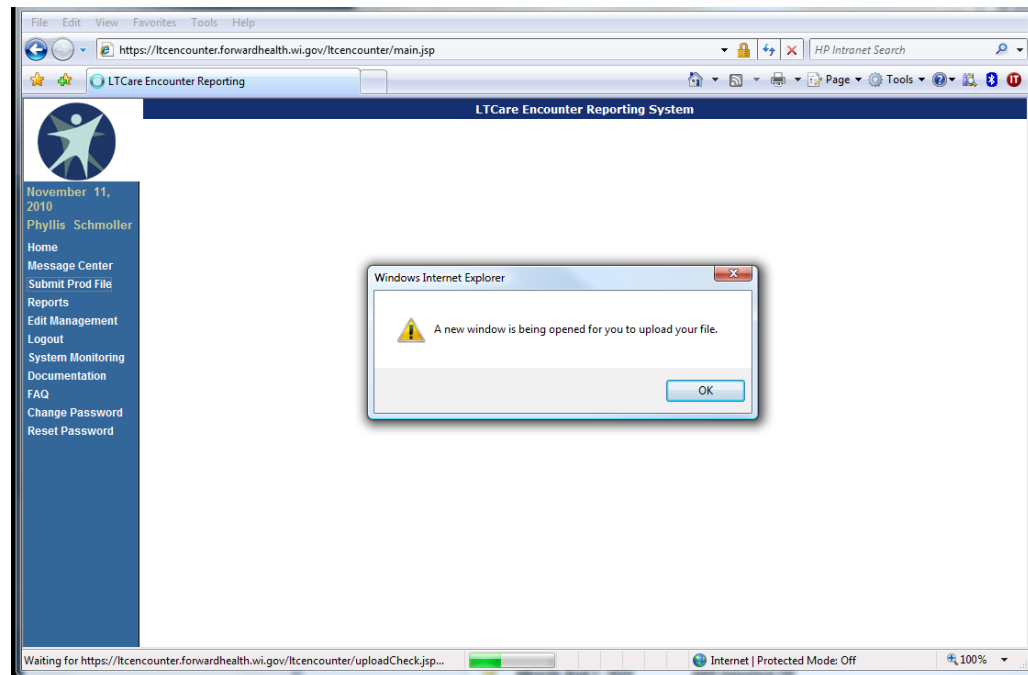 File Edit View Favorites Tools Help
https://ltcencounter.forwardhealth.wi.gov/ltcencounter/main.jsp
HP Intranet Search
LTCare Encounter Reporting
Page
Tools
LTCare Encounter Reporting System
November 11,
2010
Phyllis Schmoller
Home
Message Center
Submit Prod File
Reports
Edit Management
Logout
System Monitoring
Documentation
FAQ
Change Password
Reset Password
Windows Internet Explorer
A new window is being opened for you to upload your file.
OK
Waiting for https://ltcencounter.forwardhealth.wi.gov/ltcencounter/uploadCheck.jsp...
Internet | Protected Mode: Off
100%